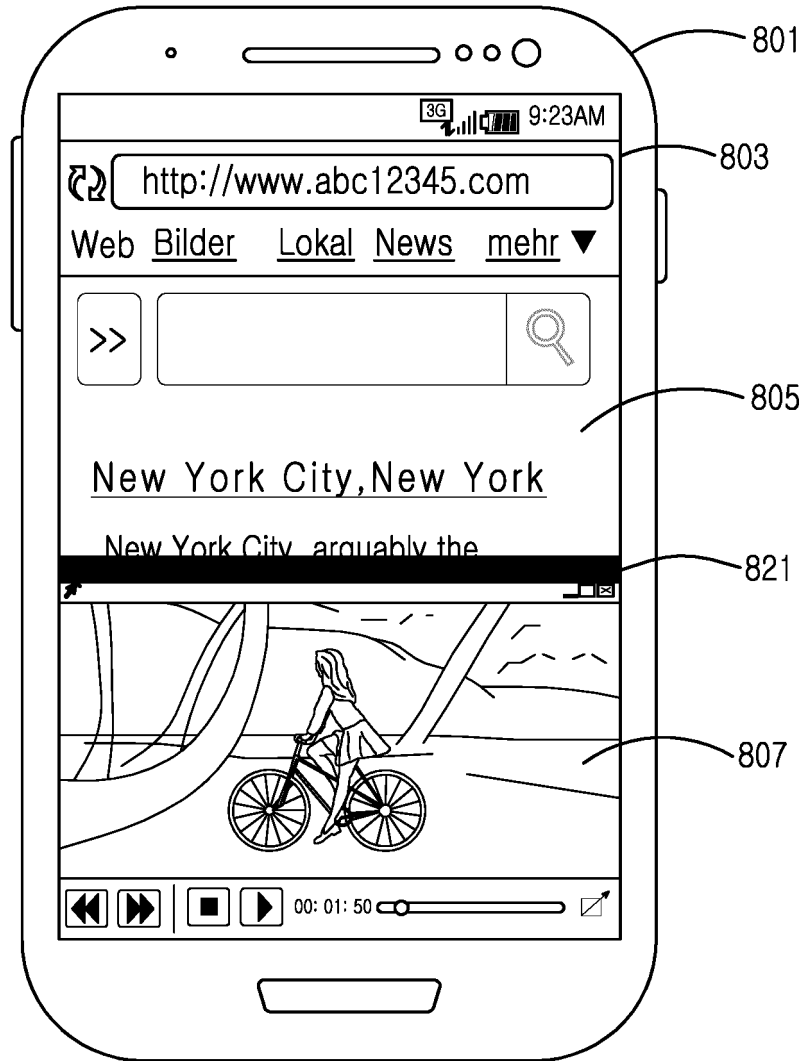 801
3G 9:23AM
803
http://www.abc12345.com
Web Bilder Lokal News mehr ▼
>>
805
New York City,New York
New York City, arguably the
821
807
00:01:50